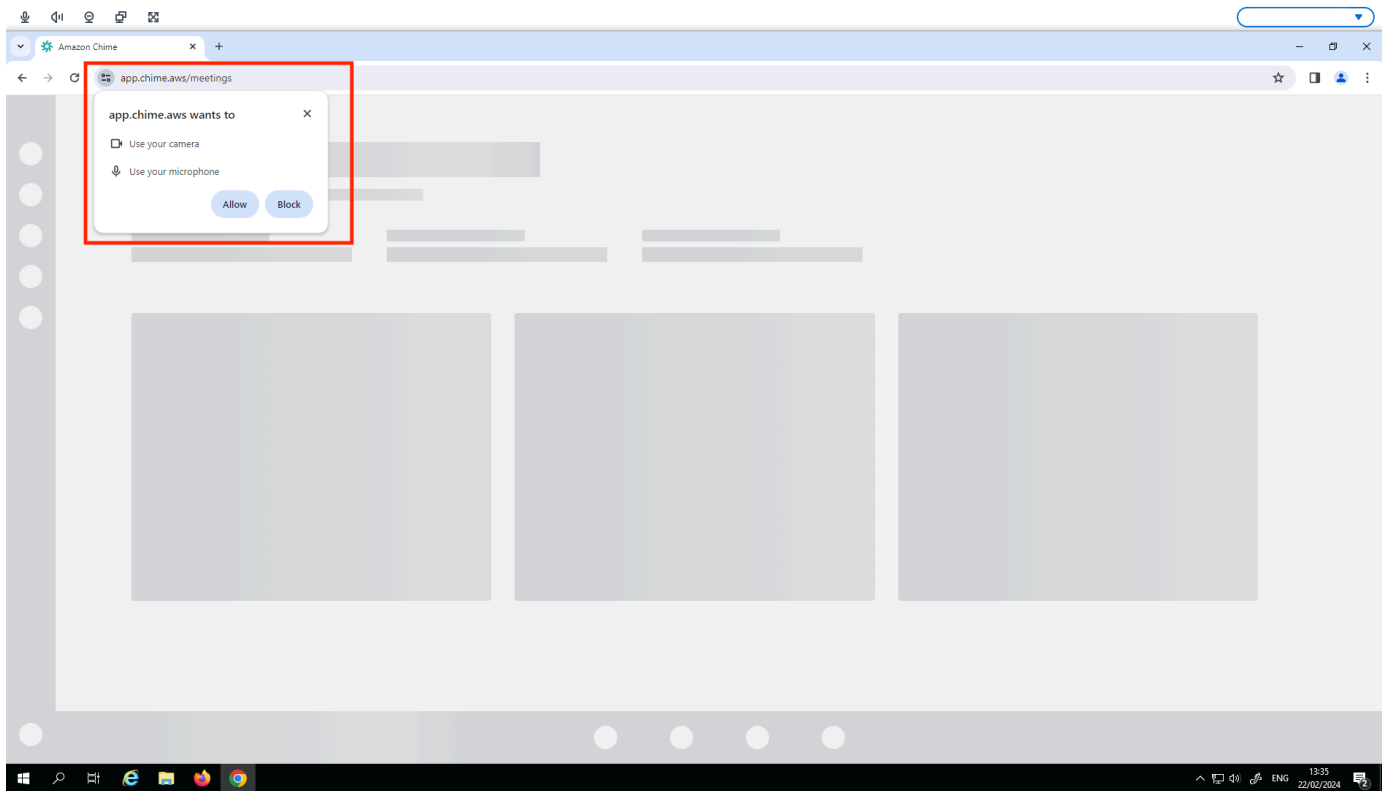 Amazon Chime
app.chime.aws/meetings
app.chime.aws wants to
Use your camera
Use your microphone
Allow Block
ENG
13:35
22/02/2024
2